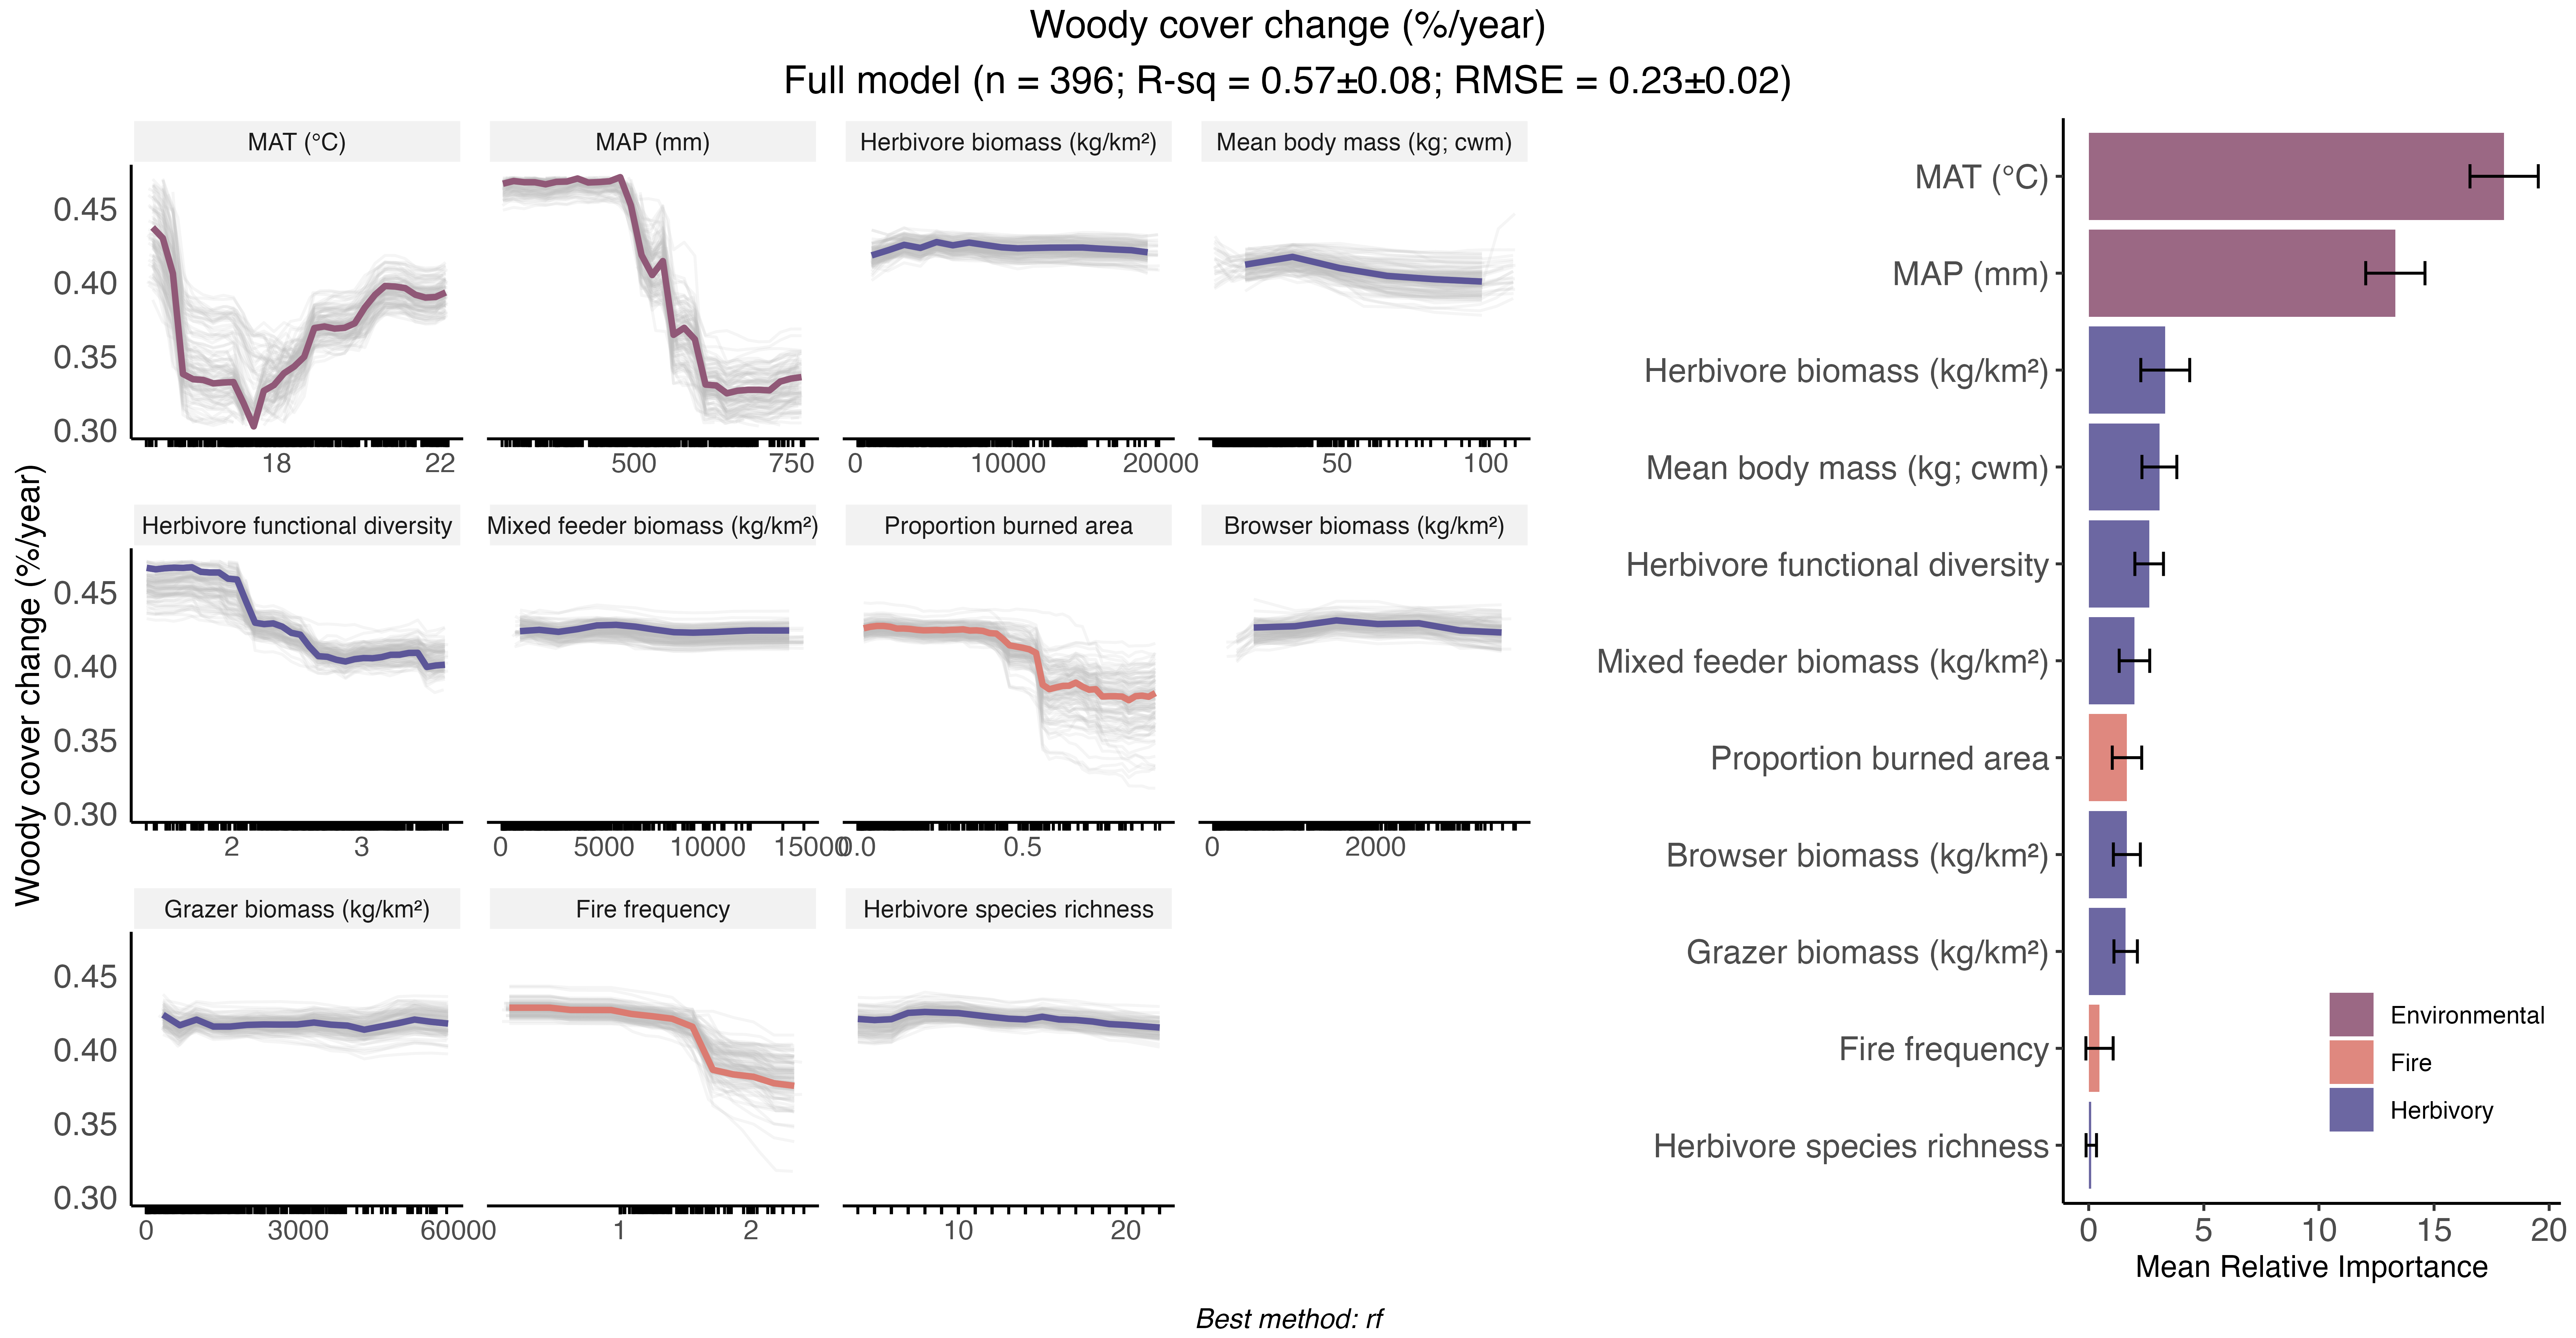 Woody cover change (%/year)
Full model (n = 396; R-sq = 0.57±0.08; RMSE = 0.23±0.02)
Woody cover change (%/year)
MAT (°C)
MAP (mm)
Herbivore biomass (kg/km²)
Mean body mass (kg; cwm)
0.45
0.40
0.35
0.30
18 22
500 750
0 10000 20000
50 100
Herbivore functional diversity
Mixed feeder biomass (kg/km²)
Proportion burned area
Browser biomass (kg/km²)
0.45
0.40
0.35
0.30
2 3
0 5000 10000 15000
0.0 0.5
0 2000
Grazer biomass (kg/km²)
Fire frequency
Herbivore species richness
0.45
0.40
0.35
0.30
0 3000 6000
0 1 2
10 20
MAT (°C)
MAP (mm)
Herbivore biomass (kg/km²)
Mean body mass (kg; cwm)
Herbivore functional diversity
Mixed feeder biomass (kg/km²)
Proportion burned area
Browser biomass (kg/km²)
Grazer biomass (kg/km²)
Fire frequency
Herbivore species richness
Environmental
Fire
Herbivory
0 5 10 15 20
Mean Relative Importance
Best method: rf